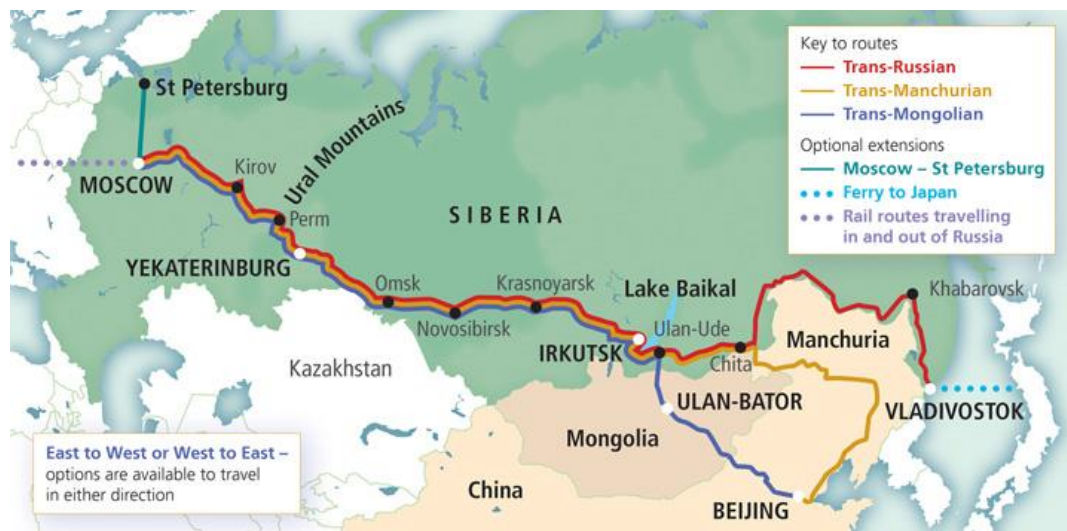 Key to routes
Trans-Russian
Trans-Manchurian
Trans-Mongolian
Optional extensions
Moscow – St Petersburg
Ferry to Japan
Rail routes travelling
in and out of Russia
St Petersburg
MOSCOW
Kirov
Ural Mountains
Perm
YEKATERINBURG
SIBERIA
Omsk
Novosibirsk
Krasnoyarsk
Lake Baikal
IRKUTSK
Ulan-Ude
Chita
Khabarovsk
Manchuria
VLADIVOSTOK
Kazakhstan
ULAN-BATOR
Mongolia
China
BEIJING
East to West or West to East –
options are available to travel
in either direction